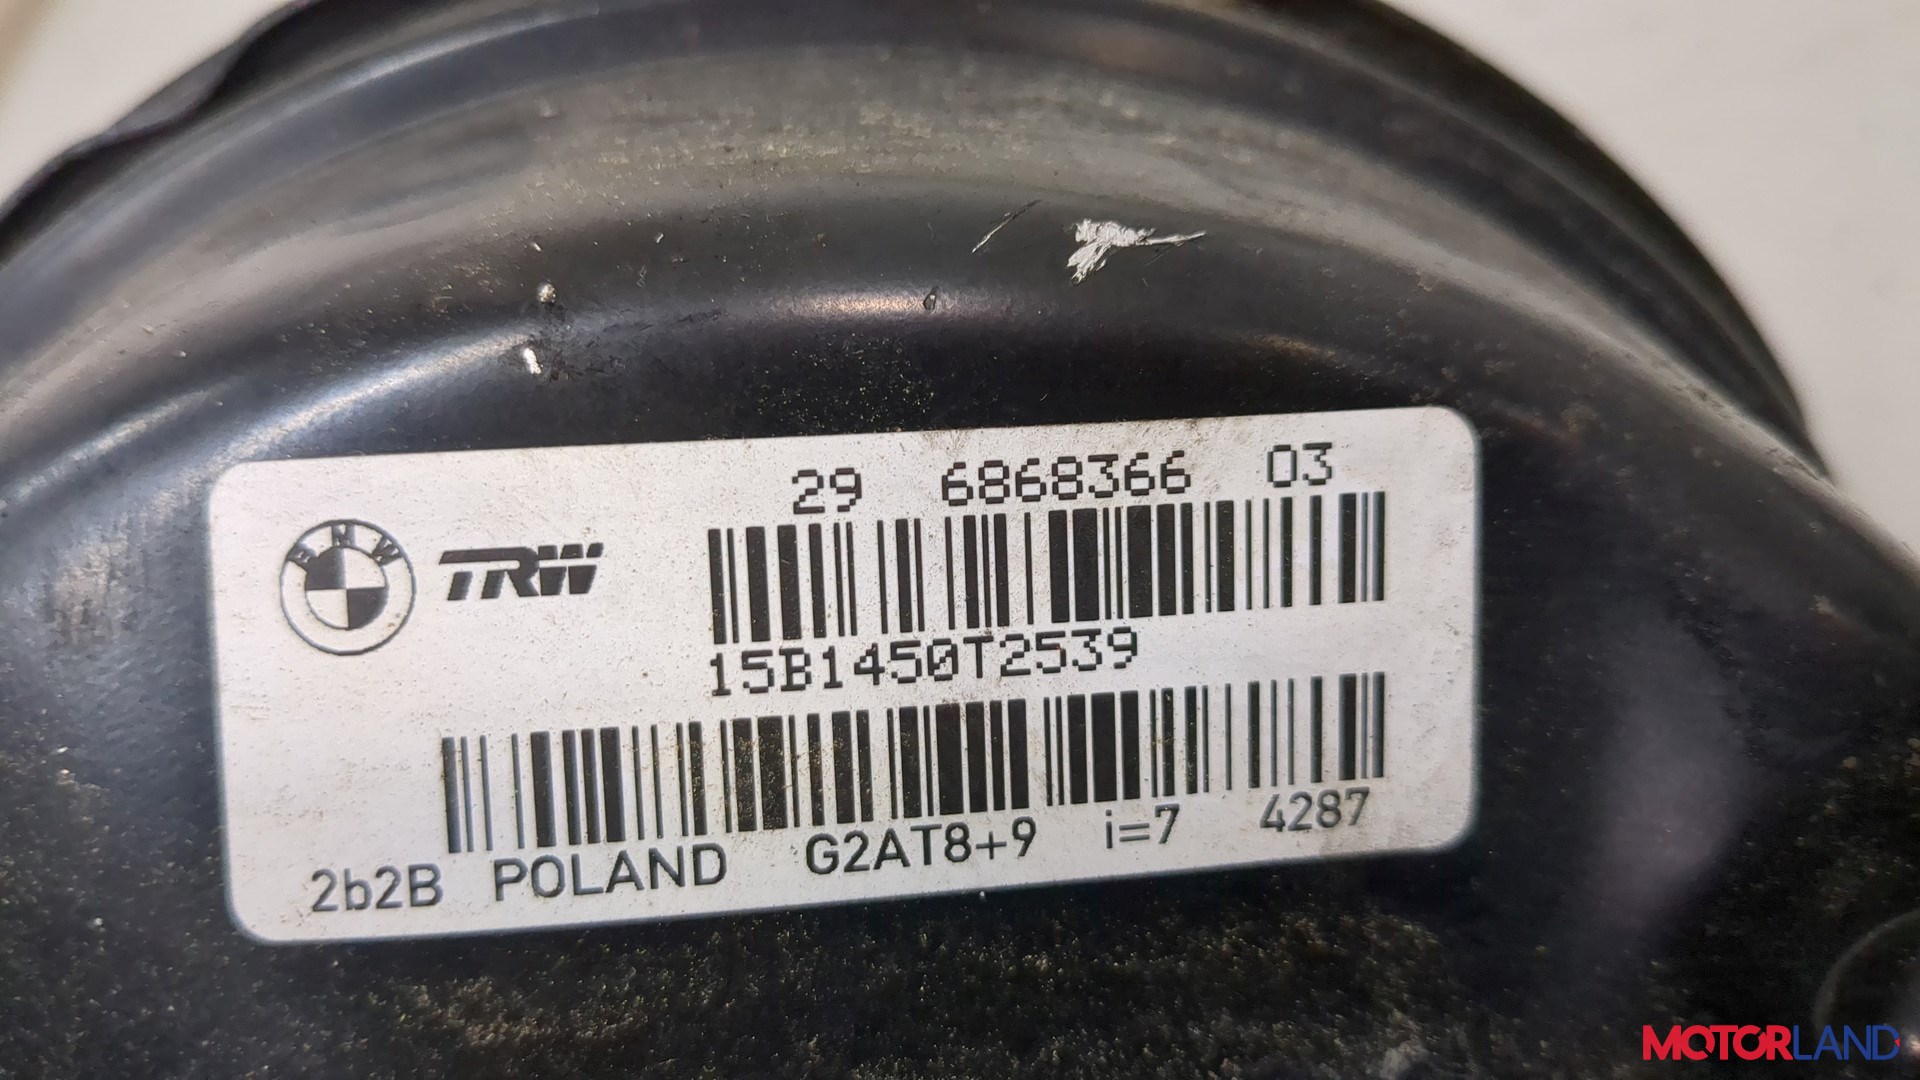 29 6868366 03
BMW TRW
15B1450T2539
2b2B POLAND G2AT8+9 i=7 4287
MOTORLAND